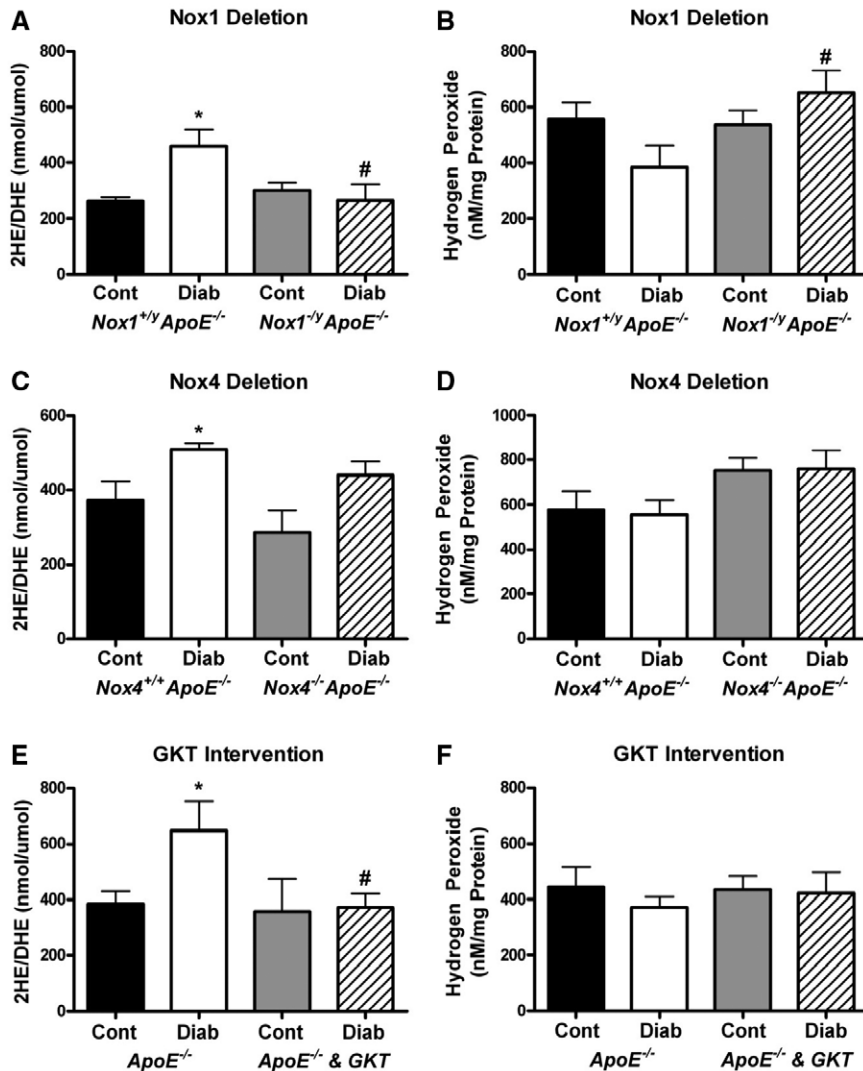 A
Nox1 Deletion
2HE/DHE (nmol/umol)
800
600
400
200
0
*
#
Cont Diab Cont Diab
Nox1+/y ApoE-/- Nox1-/y ApoE-/-
B
Nox1 Deletion
Hydrogen Peroxide
(nM/mg Protein)
800
600
400
200
0
#
Cont Diab Cont Diab
Nox1+/y ApoE-/- Nox1-/y ApoE-/-
C
Nox4 Deletion
2HE/DHE (nmol/umol)
600
400
200
0
*
Cont Diab Cont Diab
Nox4+/+ ApoE-/- Nox4-/- ApoE-/-
D
Nox4 Deletion
Hydrogen Peroxide
(nM/mg Protein)
1000
800
600
400
200
0
Cont Diab Cont Diab
Nox4+/+ ApoE-/- Nox4-/- ApoE-/-
E
GKT Intervention
2HE/DHE (nmol/umol)
800
600
400
200
0
*
#
Cont Diab Cont Diab
ApoE-/- ApoE-/- & GKT
F
GKT Intervention
Hydrogen Peroxide
(nM/mg Protein)
800
600
400
200
0
Cont Diab Cont Diab
ApoE-/- ApoE-/- & GKT